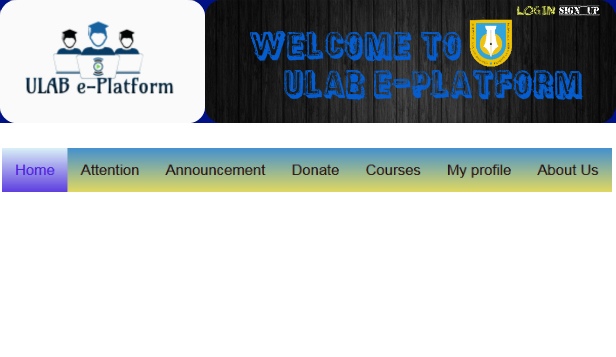 LOGIN SIGN UP
ULAB e-Platform
WELCOME TO
ULAB E-PLATFORM
Home Attention Announcement Donate Courses My profile About Us